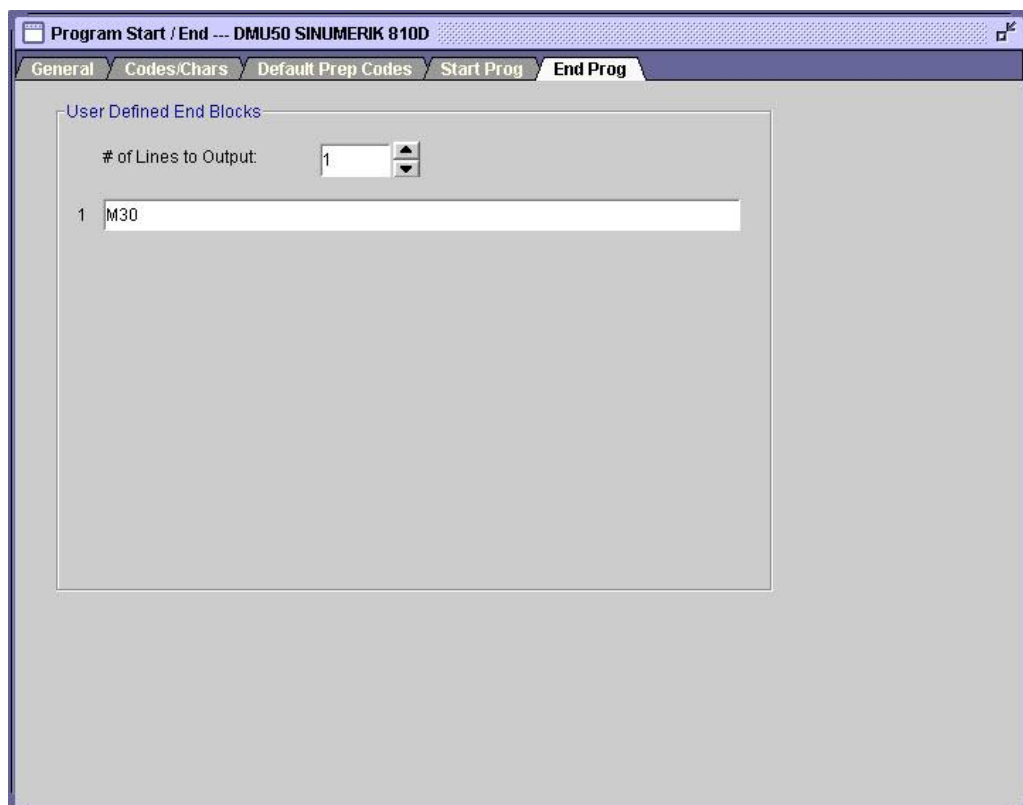 Program Start / End --- DMU50 SINUMERIK 810D
General Codes/Chars Default Prep Codes Start Prog End Prog
User Defined End Blocks
# of Lines to Output: 1
1 M30